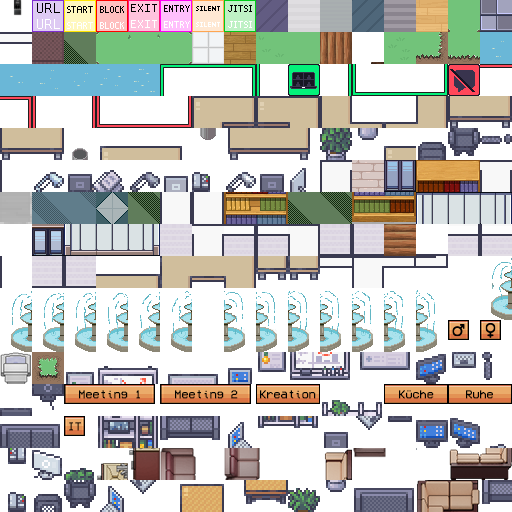 URL START BLOCK EXIT ENTRY SILENT JITSI
URL START BLOCK EXIT ENTRY SILENT JITSI
Meeting 1 Meeting 2 Kreation Küche Ruhe
IT